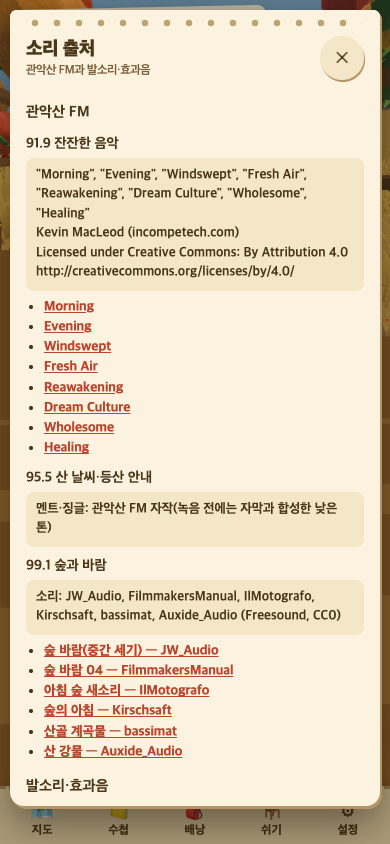 소리 출처
관악산 FM과 발소리·효과음
관악산 FM
91.9 잔잔한 음악
"Morning", "Evening", "Windswept", "Fresh Air",
"Reawakening", "Dream Culture", "Wholesome",
"Healing"
Kevin MacLeod (incompetech.com)
Licensed under Creative Commons: By Attribution 4.0
http://creativecommons.org/licenses/by/4.0/
• Morning
• Evening
• Windswept
• Fresh Air
• Reawakening
• Dream Culture
• Wholesome
• Healing
95.5 산 날씨·등산 안내
멘트·징글: 관악산 FM 자작(녹음 전에는 자막과 합성한 낮은
톤)
99.1 숲과 바람
소리: JW_Audio, FilmmakersManual, IlMotografo,
Kirschsaft, bassimat, Auxide_Audio (Freesound, CC0)
• 숲 바람(중간 세기) — JW_Audio
• 숲 바람 04 — FilmmakersManual
• 아침 숲 새소리 — IlMotografo
• 숲의 아침 — Kirschsaft
• 산골 계곡물 — bassimat
• 산 강물 — Auxide_Audio
발소리·효과음
지도 수첩 배낭 쉬기 설정